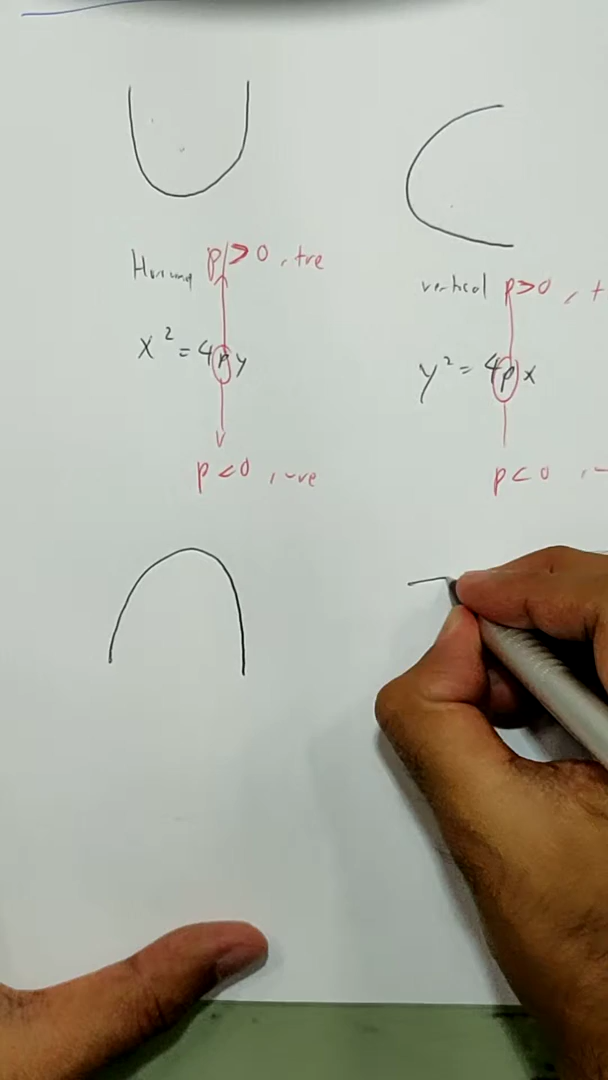 p > 0 , +ve
x² = 4py
p < 0 , -ve
vertical p > 0 , +
y² = 4px
p < 0 , -